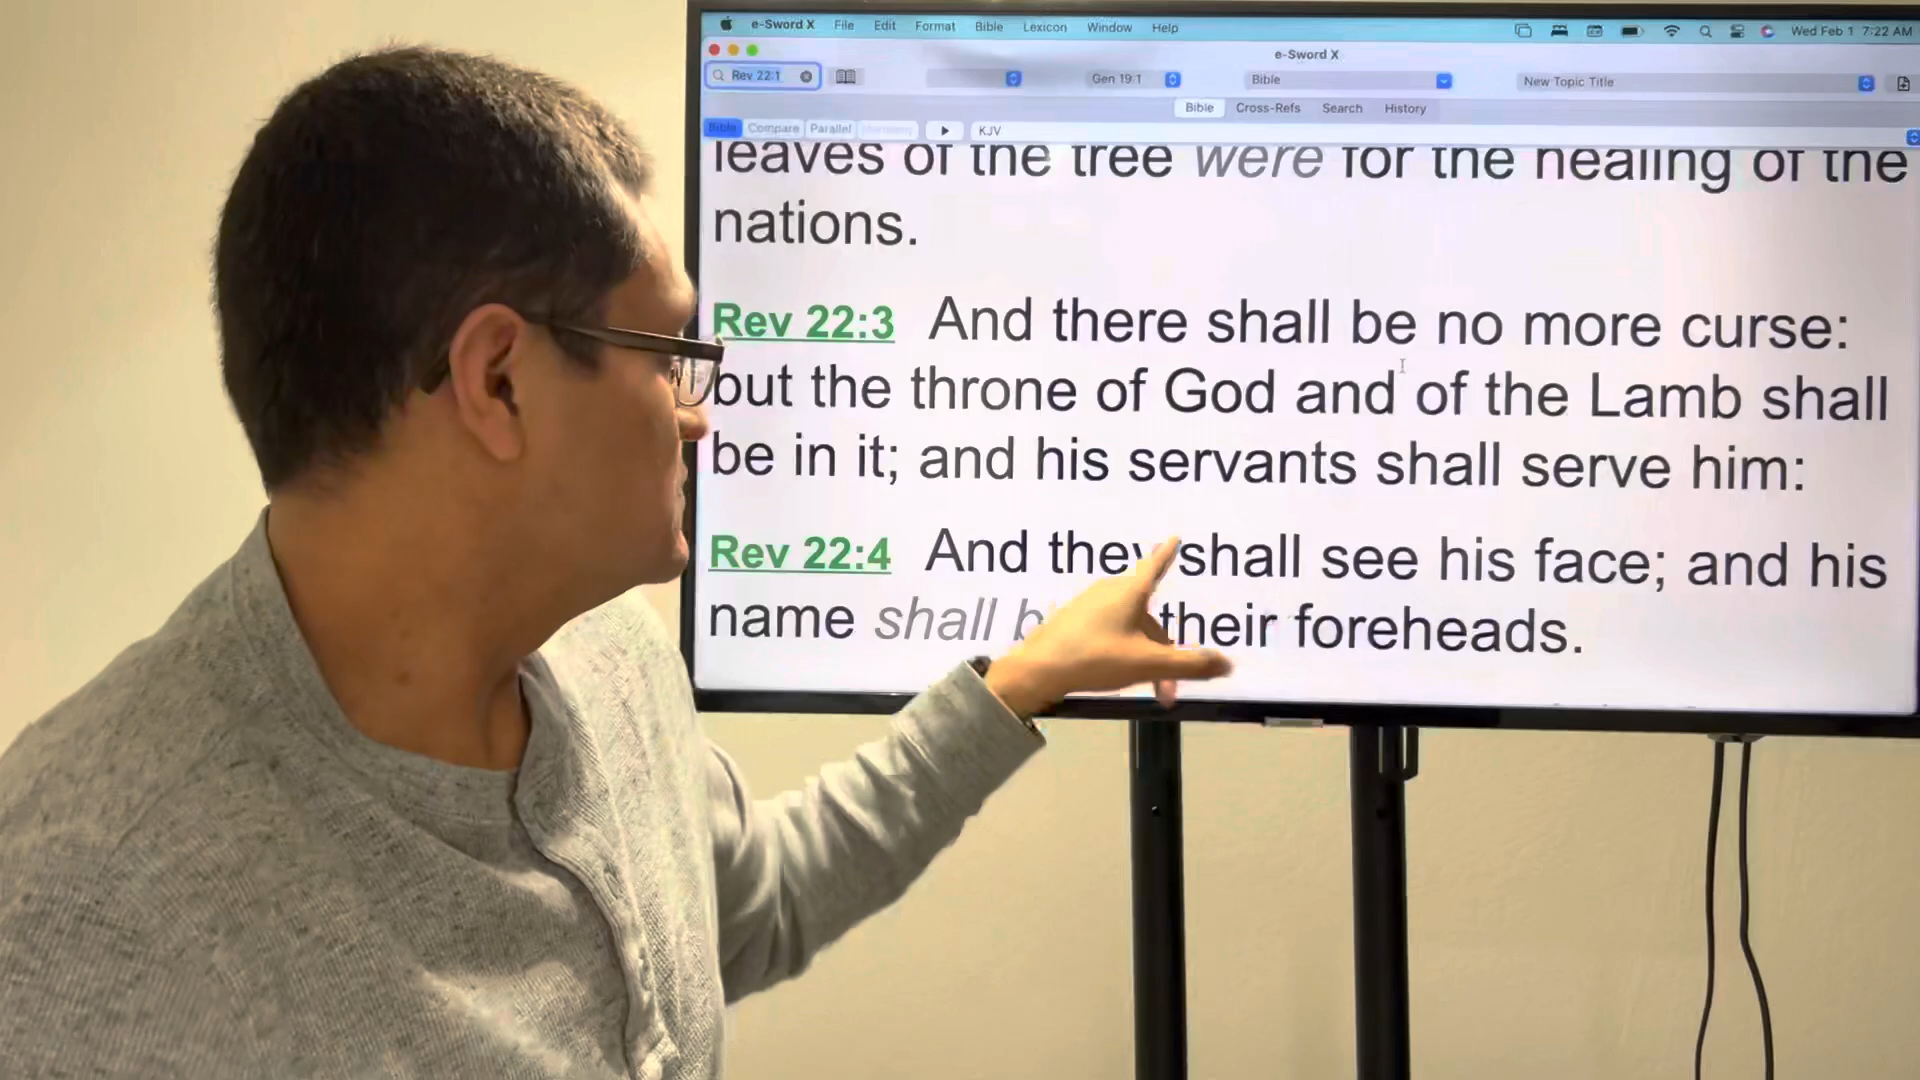 e-Sword X File Edit Format Bible Lexicon Window Help Wed Feb 1 7:22 AM
e-Sword X
Rev 22:1 Gen 19:1 Bible New Topic Title
Bible Cross-Refs Search History
Bible Compare Parallel Harmony KJV
leaves of the tree were for the healing of the
nations.
Rev 22:3 And there shall be no more curse:
but the throne of God and of the Lamb shall
be in it; and his servants shall serve him:
Rev 22:4 And they shall see his face; and his
name shall b their foreheads.